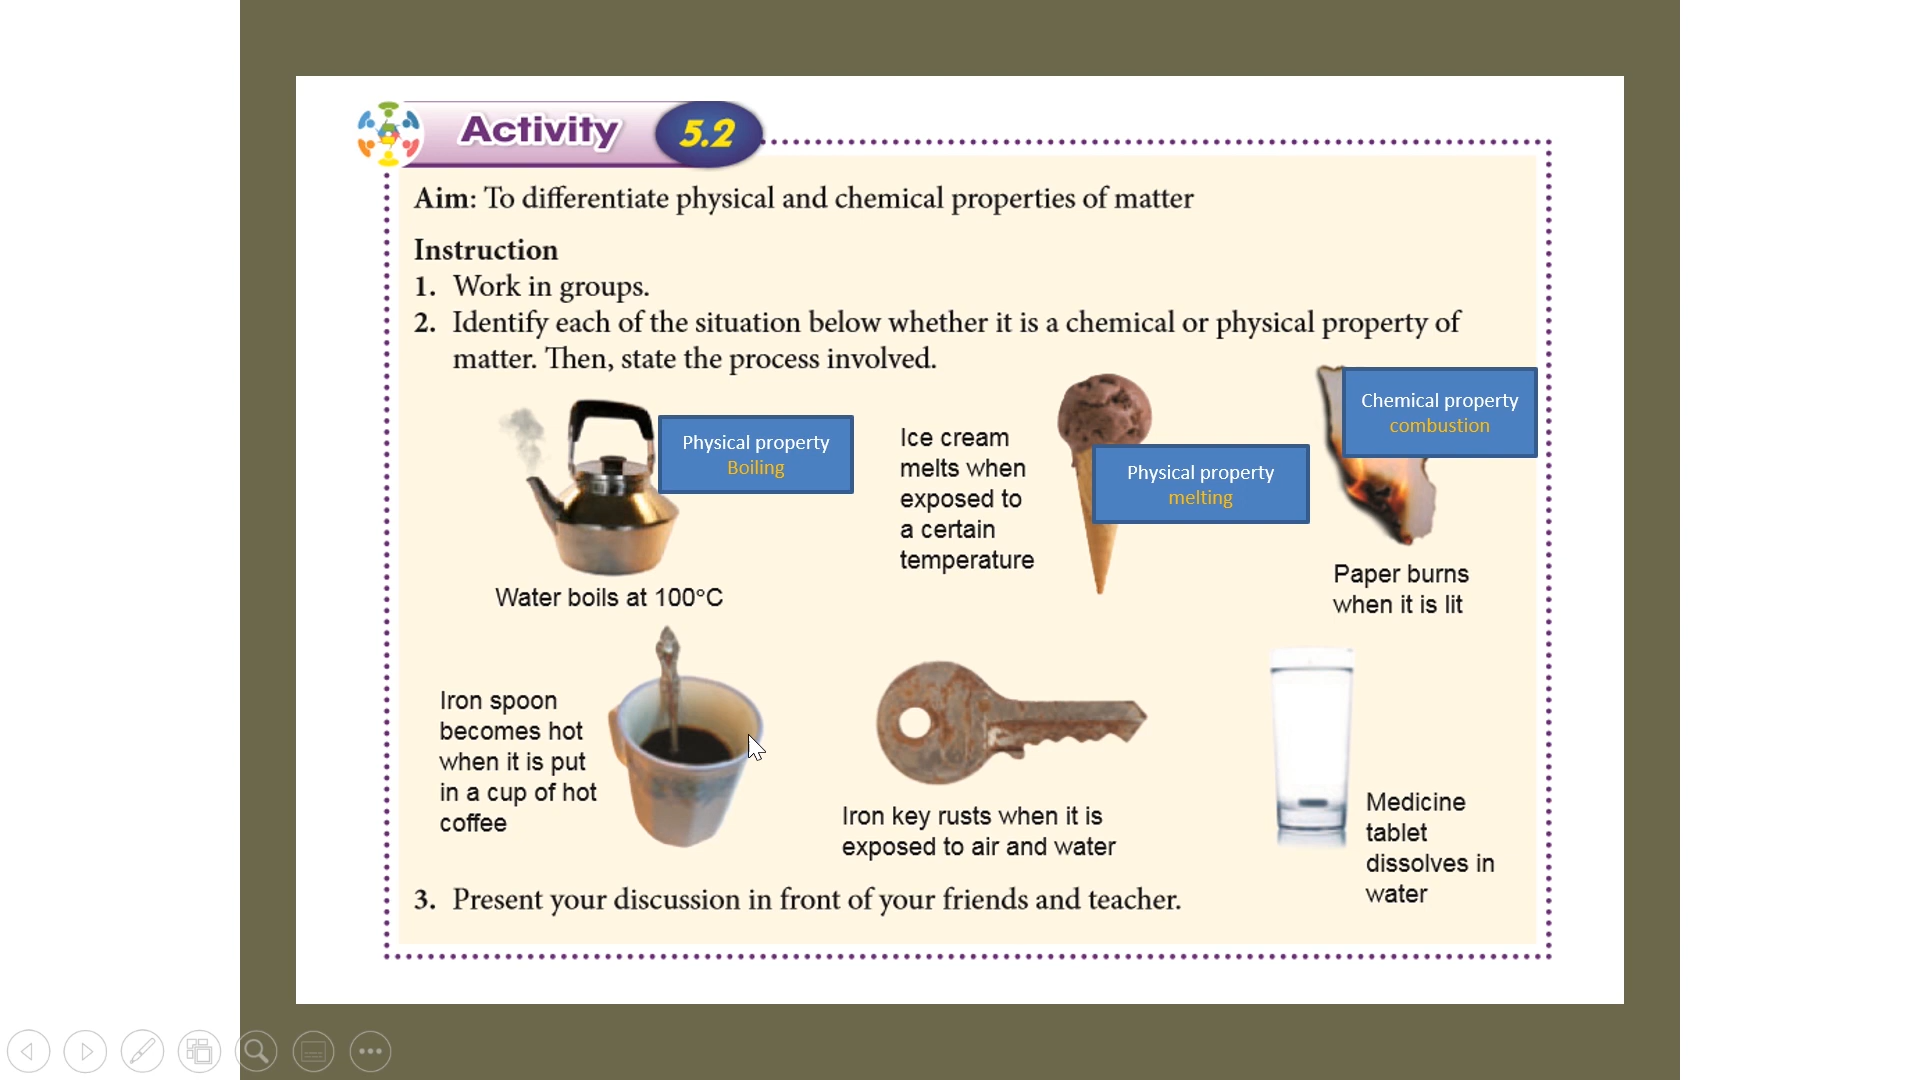 Activity 5.2
Aim: To differentiate physical and chemical properties of matter
Instruction
1. Work in groups.
2. Identify each of the situation below whether it is a chemical or physical property of
matter. Then, state the process involved.
Physical property
Boiling
Water boils at 100°C
Ice cream
melts when
exposed to
a certain
temperature
Physical property
melting
Chemical property
combustion
Paper burns
when it is lit
Iron spoon
becomes hot
when it is put
in a cup of hot
coffee
Iron key rusts when it is
exposed to air and water
Medicine
tablet
dissolves in
water
3. Present your discussion in front of your friends and teacher.